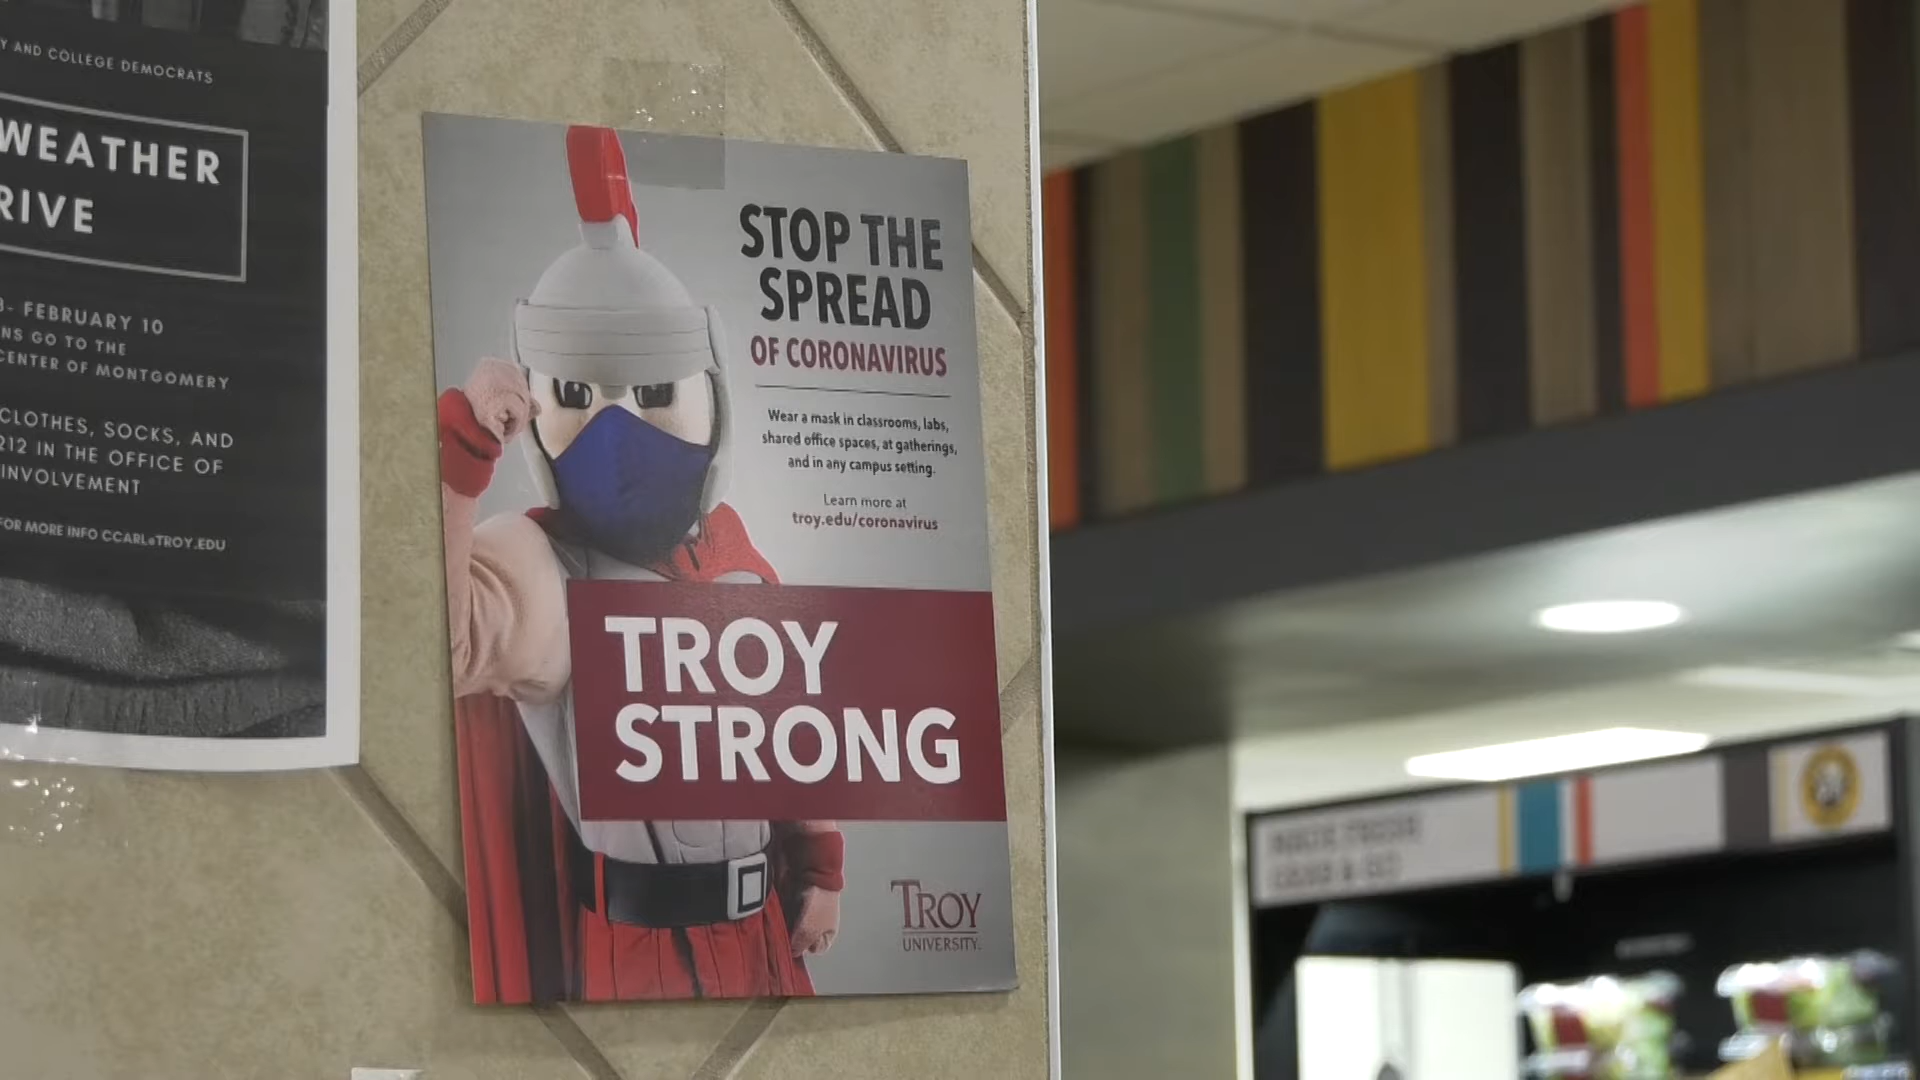 Y AND COLLEGE DEMOCRATS
WEATHER
RIVE
- FEBRUARY 10
NS GO TO THE
CENTER OF MONTGOMERY
CLOTHES, SOCKS, AND
212 IN THE OFFICE OF
INVOLVEMENT
FOR MORE INFO CCARL@TROY.EDU
STOP THE
SPREAD
OF CORONAVIRUS
Wear a mask in classrooms, labs,
shared office spaces, at gatherings,
and in any campus setting.
Learn more at
troy.edu/coronavirus
TROY
STRONG
TROY
UNIVERSITY